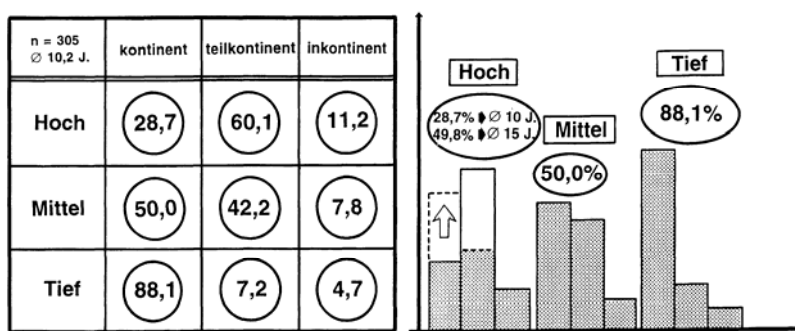 n = 305
∅ 10,2 J.
kontinent
teilkontinent
inkontinent
Hoch
28,7
60,1
11,2
Mittel
50,0
42,2
7,8
Tief
88,1
7,2
4,7
Hoch
28,7% ➧ ∅ 10 J.
49,8% ➧ ∅ 15 J.
Mittel
50,0%
Tief
88,1%